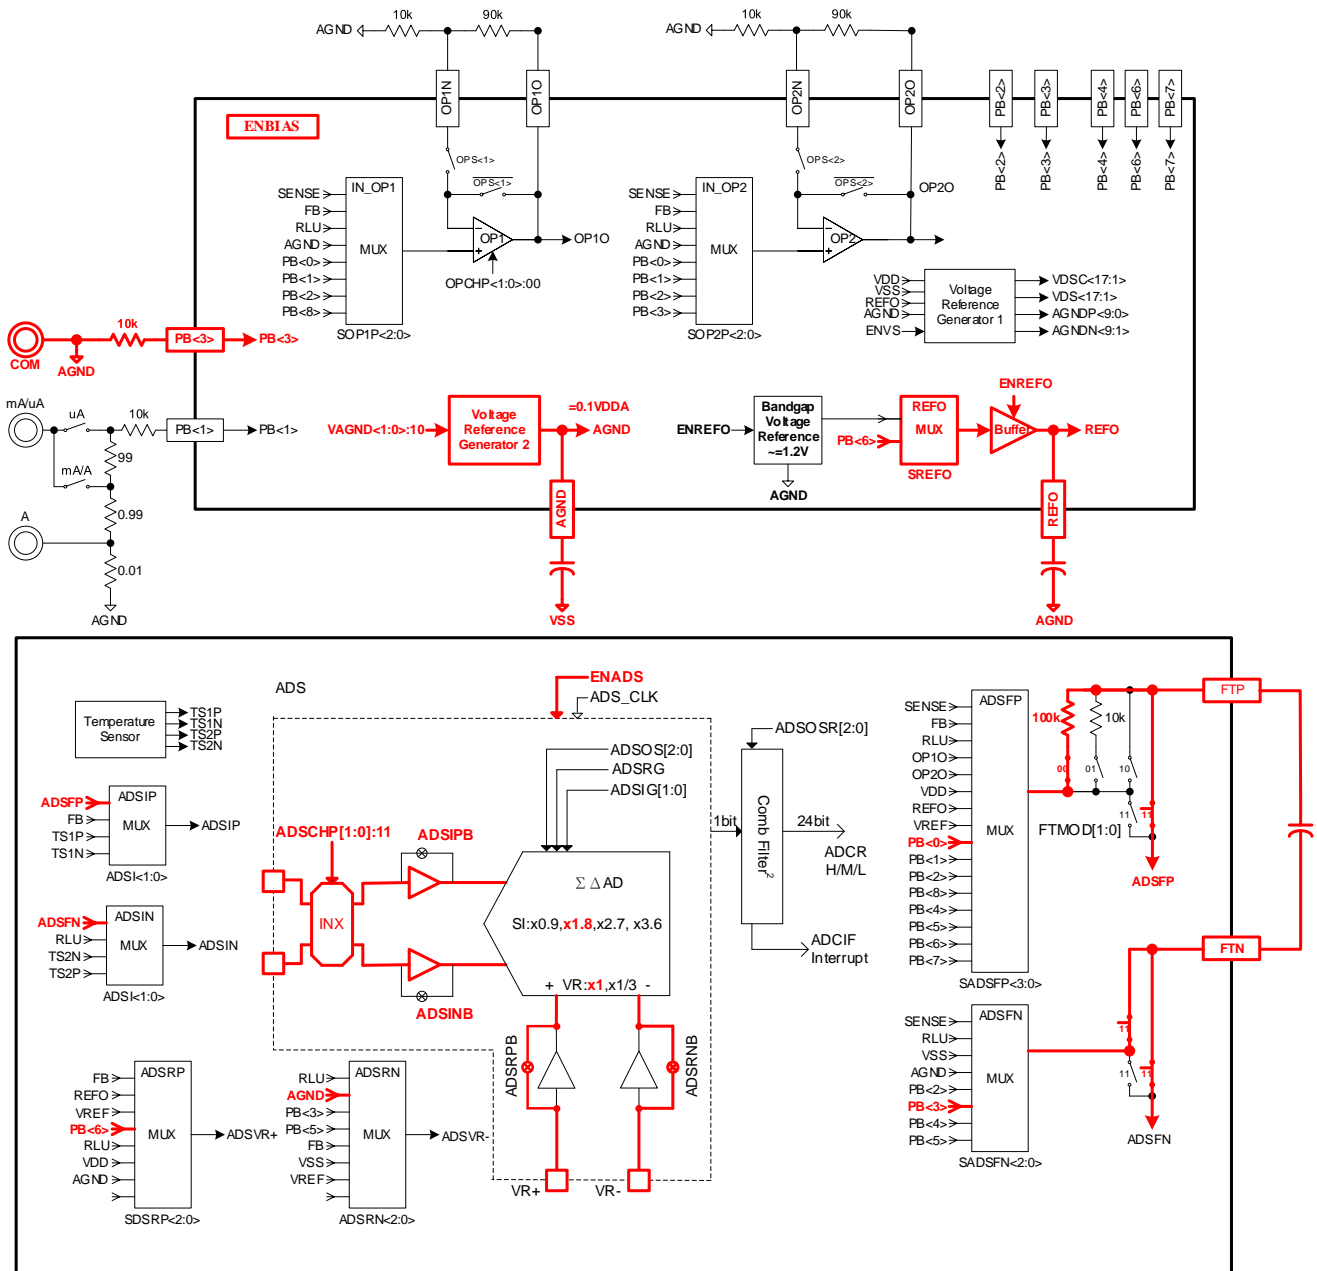 10k
90k
AGND
OP1N
OP1O
10k
90k
AGND
OP2N
OP2O
PB<2>
PB<3>
PB<4>
PB<6>
PB<7>
PB<2>
PB<3>
PB<4>
PB<6>
PB<7>
ENBIAS
OPS<1>
OPS<1>
IN_OP1
SENSE
FB
RLU
AGND
PB<0>
PB<1>
PB<2>
PB<8>
MUX
SOP1P<2:0>
OP1
OP1O
OPCHP<1:0>:00
OPS<2>
OPS<2>
IN_OP2
SENSE
FB
RLU
AGND
PB<0>
PB<1>
PB<2>
PB<3>
MUX
SOP2P<2:0>
OP2
OP2O
VDD
VSS
REFO
AGND
ENVS
Voltage
Reference
Generator 1
VDSC<17:1>
VDS<17:1>
AGNDP<9:0>
AGNDN<9:1>
COM
AGND
10k
PB<3>
PB<3>
mA/uA
uA
10k
PB<1>
PB<1>
99
mA/A
0.99
A
0.01
AGND
VAGND<1:0>:10
Voltage
Reference
Generator 2
=0.1VDDA
AGND
AGND
VSS
ENREFO
Bandgap
Voltage
Reference
~=1.2V
AGND
PB<6>
REFO
MUX
SREFO
ENREFO
Buffer
REFO
REFO
AGND
Temperature
Sensor
TS1P
TS1N
TS2P
TS2N
ADSFP
FB
TS1P
TS1N
ADSIP
MUX
ADSI<1:0>
ADSIP
ADSFN
RLU
TS2N
TS2P
ADSIN
MUX
ADSI<1:0>
ADSIN
FB
REFO
VREF
PB<6>
RLU
VDD
AGND
ADSRP
MUX
SDSRP<2:0>
ADSVR+
RLU
AGND
PB<3>
PB<5>
FB
VSS
VREF
ADSRN
MUX
ADSRN<2:0>
ADSVR-
ADS
ENADS
ADS_CLK
ADSOS[2:0]
ADSRG
ADSIG[1:0]
ADSCHP[1:0]:11
INX
ADSIPB
ADSINB
ΣΔAD
SI:x0.9,x1.8,x2.7, x3.6
+ VR:x1,x1/3 -
ADSRPB
ADSRNB
VR+
VR-
1bit
ADSOSR[2:0]
Comb Filter2
24bit
ADCR
H/M/L
ADCIF
Interrupt
ADSFP
SENSE
FB
RLU
OP1O
OP2O
VDD
REFO
VREF
PB<0>
PB<1>
PB<2>
PB<8>
PB<4>
PB<5>
PB<6>
PB<7>
MUX
SADSFP<3:0>
100k
10k
00
01
10
11
11
FTMOD[1:0]
ADSFP
FTP
FTN
ADSFN
SENSE
RLU
VSS
AGND
PB<2>
PB<3>
PB<4>
PB<5>
MUX
SADSFN<2:0>
11
11
11
ADSFN